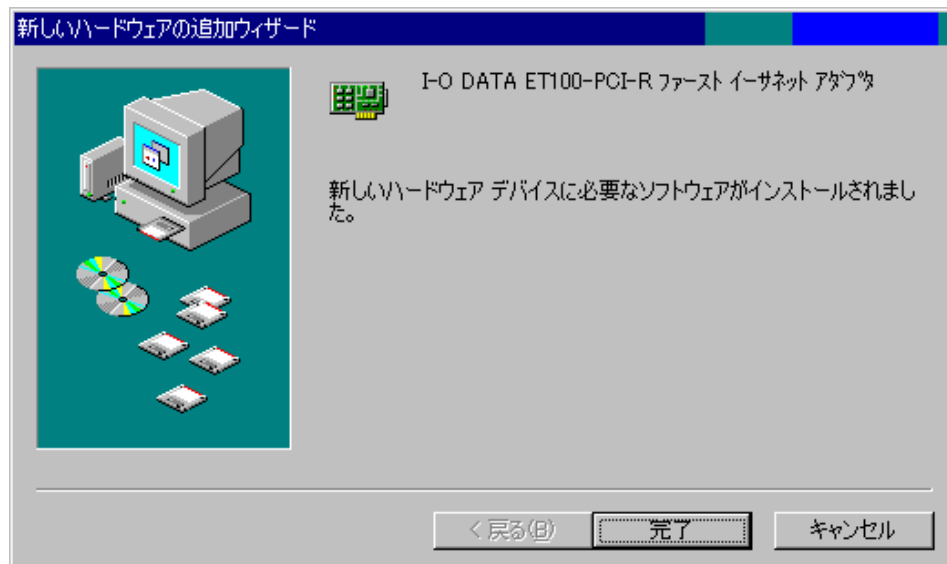 新しいハードウェアの追加ウィザード
I-O DATA ET100-PCI-R ファースト イーサネット アダプタ
新しいハードウェア デバイスに必要なソフトウェアがインストールされまし
た。
< 戻る(B)
完了
キャンセル